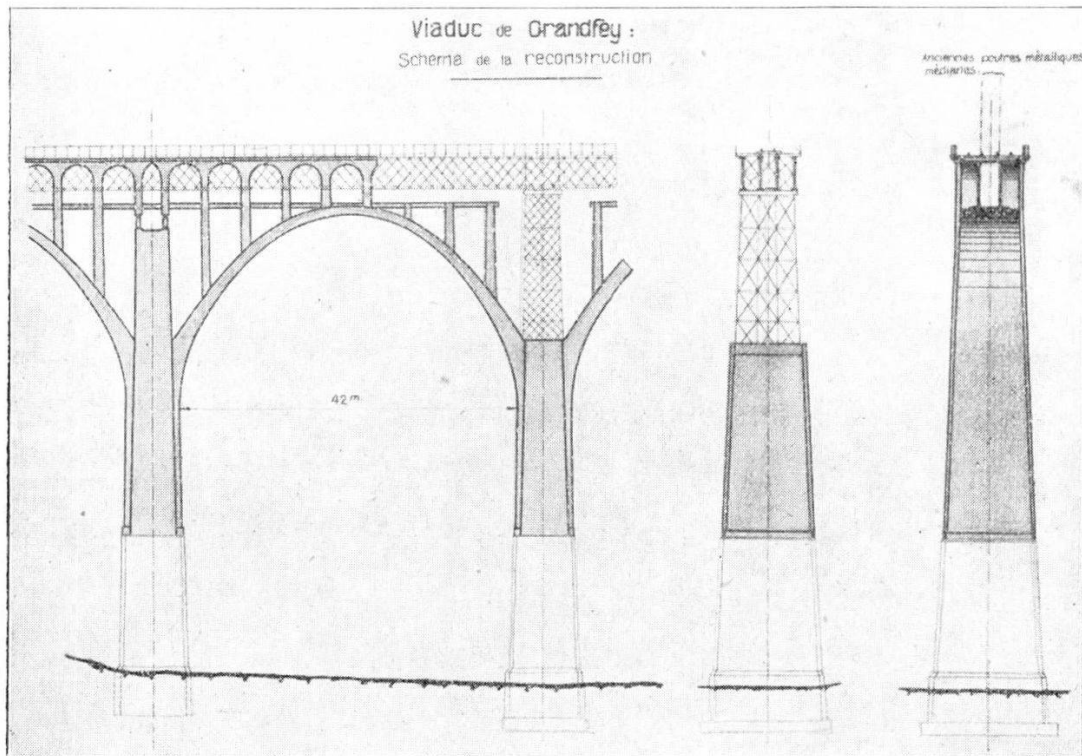 Viaduc de Grandfey :
Schema de la reconstruction
Anciennes poutres métalliques
médianes
42 m.